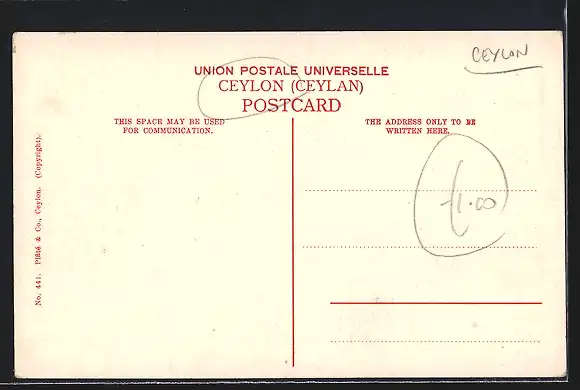 CEYLON
UNION POSTALE UNIVERSELLE
CEYLON (CEYLAN)
POSTCARD
THIS SPACE MAY BE USED
FOR COMMUNICATION.
THE ADDRESS ONLY TO BE
WRITTEN HERE.
£1.00
No. 441. Plâté & Co., Ceylon. (Copyright).